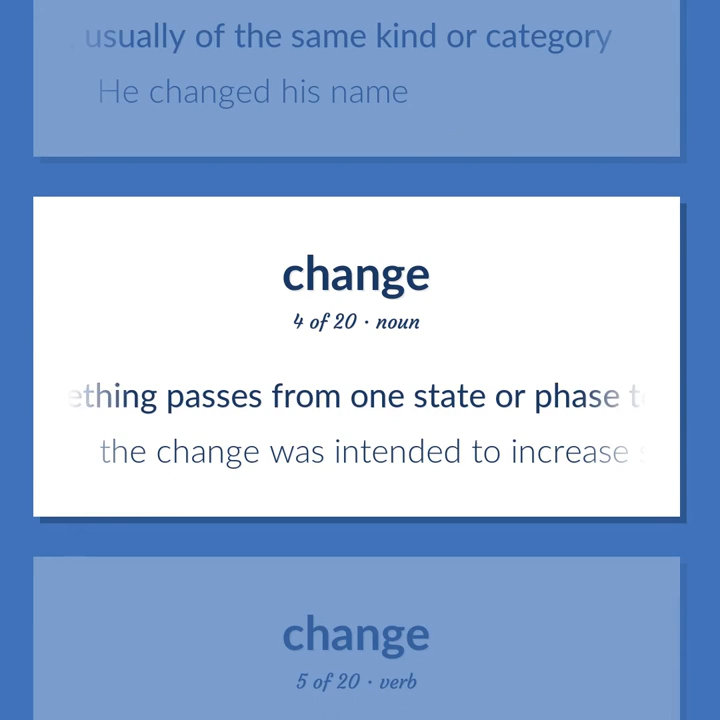 usually of the same kind or category
He changed his name
change
4 of 20 · noun
ething passes from one state or phase t
the change was intended to increase
change
5 of 20 · verb